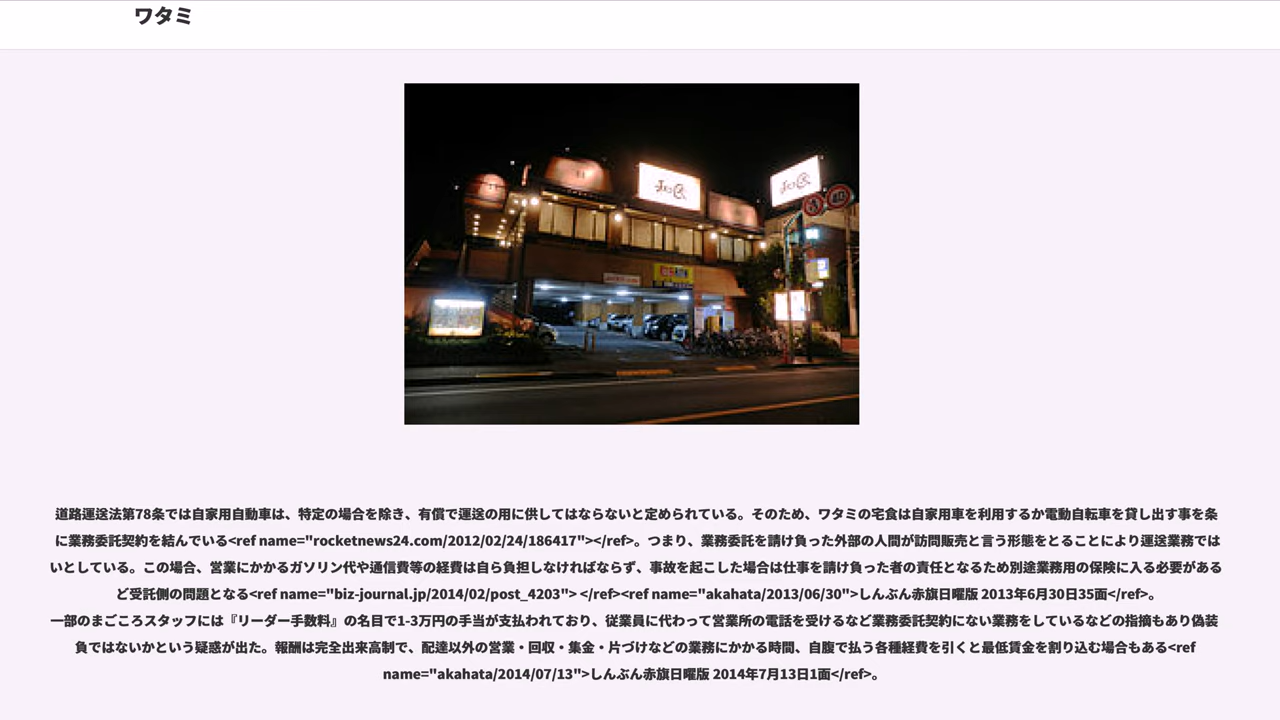 ワタミ
道路運送法第78条では自家用自動車は、特定の場合を除き、有償で運送の用に供してはならないと定められている。そのため、ワタミの宅食は自家用車を利用するか電動自転車を貸し出す事を条
に業務委託契約を結んでいる<ref name="rocketnews24.com/2012/02/24/186417"></ref>。つまり、業務委託を請け負った外部の人間が訪問販売と言う形態をとることにより運送業務では
いとしている。この場合、営業にかかるガソリン代や通信費等の経費は自ら負担しなければならず、事故を起こした場合は仕事を請け負った者の責任となるため別途業務用の保険に入る必要がある
ど受託側の問題となる<ref name="biz-journal.jp/2014/02/post_4203"> </ref><ref name="akahata/2013/06/30">しんぶん赤旗日曜版 2013年6月30日35面</ref>。
一部のまごころスタッフには『リーダー手数料』の名目で1-3万円の手当が支払われており、従業員に代わって営業所の電話を受けるなど業務委託契約にない業務をしているなどの指摘もあり偽装
負ではないかという疑惑が出た。報酬は完全出来高制で、配達以外の営業・回収・集金・片づけなどの業務にかかる時間、自腹で払う各種経費を引くと最低賃金を割り込む場合もある<ref
name="akahata/2014/07/13">しんぶん赤旗日曜版 2014年7月13日1面</ref>。